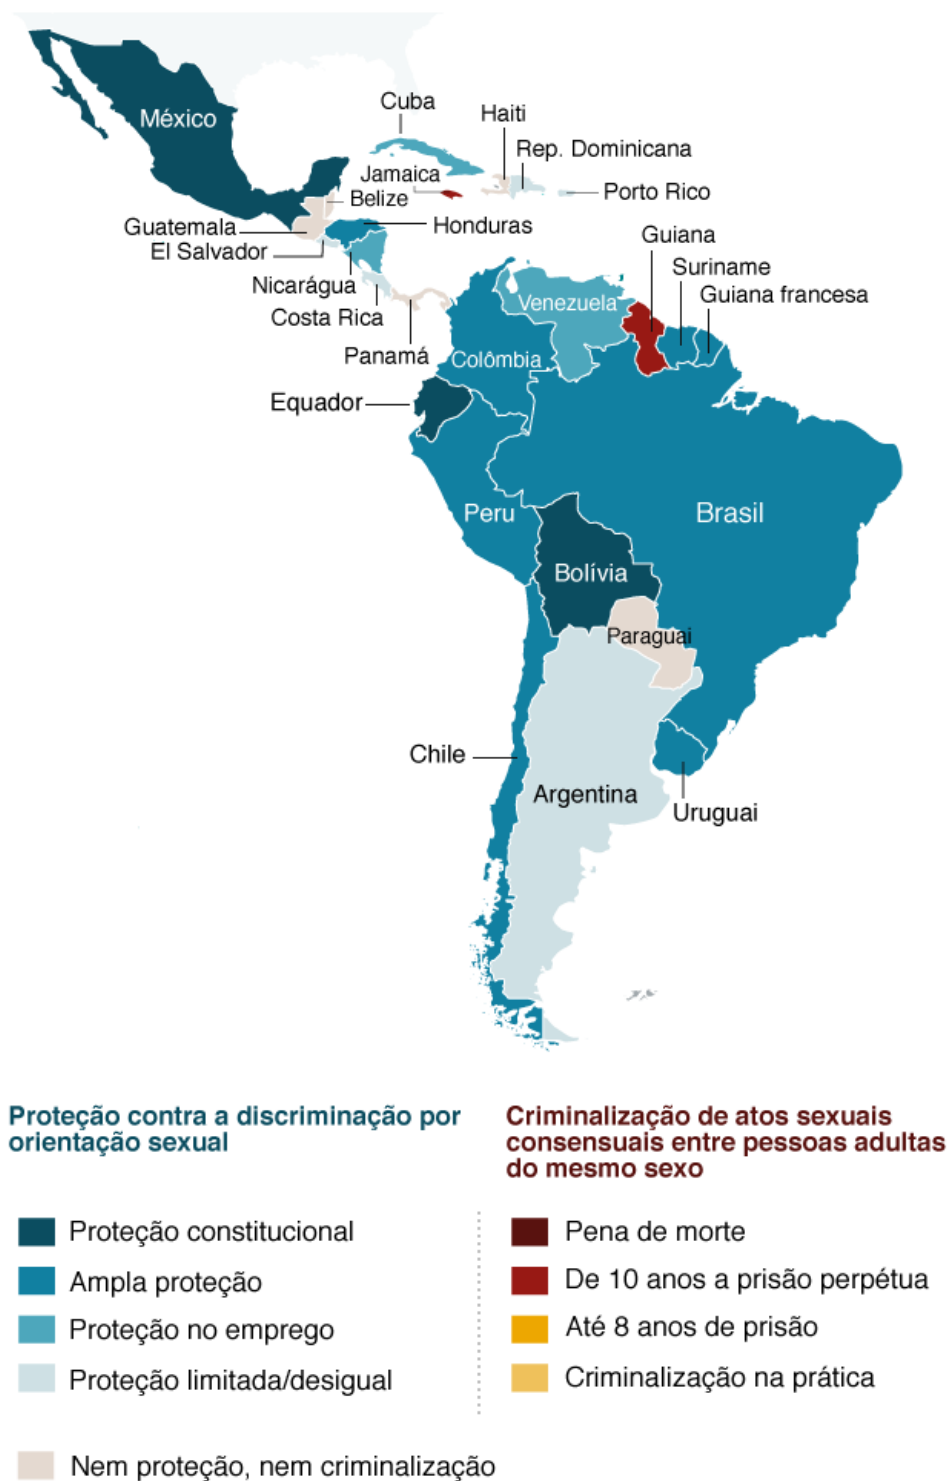 Cuba
Haiti
México
Rep. Dominicana
Jamaica
Porto Rico
Belize
Guatemala
Honduras
El Salvador
Guiana
Suriname
Nicarágua
Guiana francesa
Venezuela
Costa Rica
Panamá
Colômbia
Equador
Peru
Brasil
Bolívia
Paraguai
Chile
Argentina
Uruguai
Proteção contra a discriminação por
orientação sexual
Proteção constitucional
Ampla proteção
Proteção no emprego
Proteção limitada/desigual
Nem proteção, nem criminalização
Criminalização de atos sexuais
consensuais entre pessoas adultas
do mesmo sexo
Pena de morte
De 10 anos a prisão perpétua
Até 8 anos de prisão
Criminalização na prática